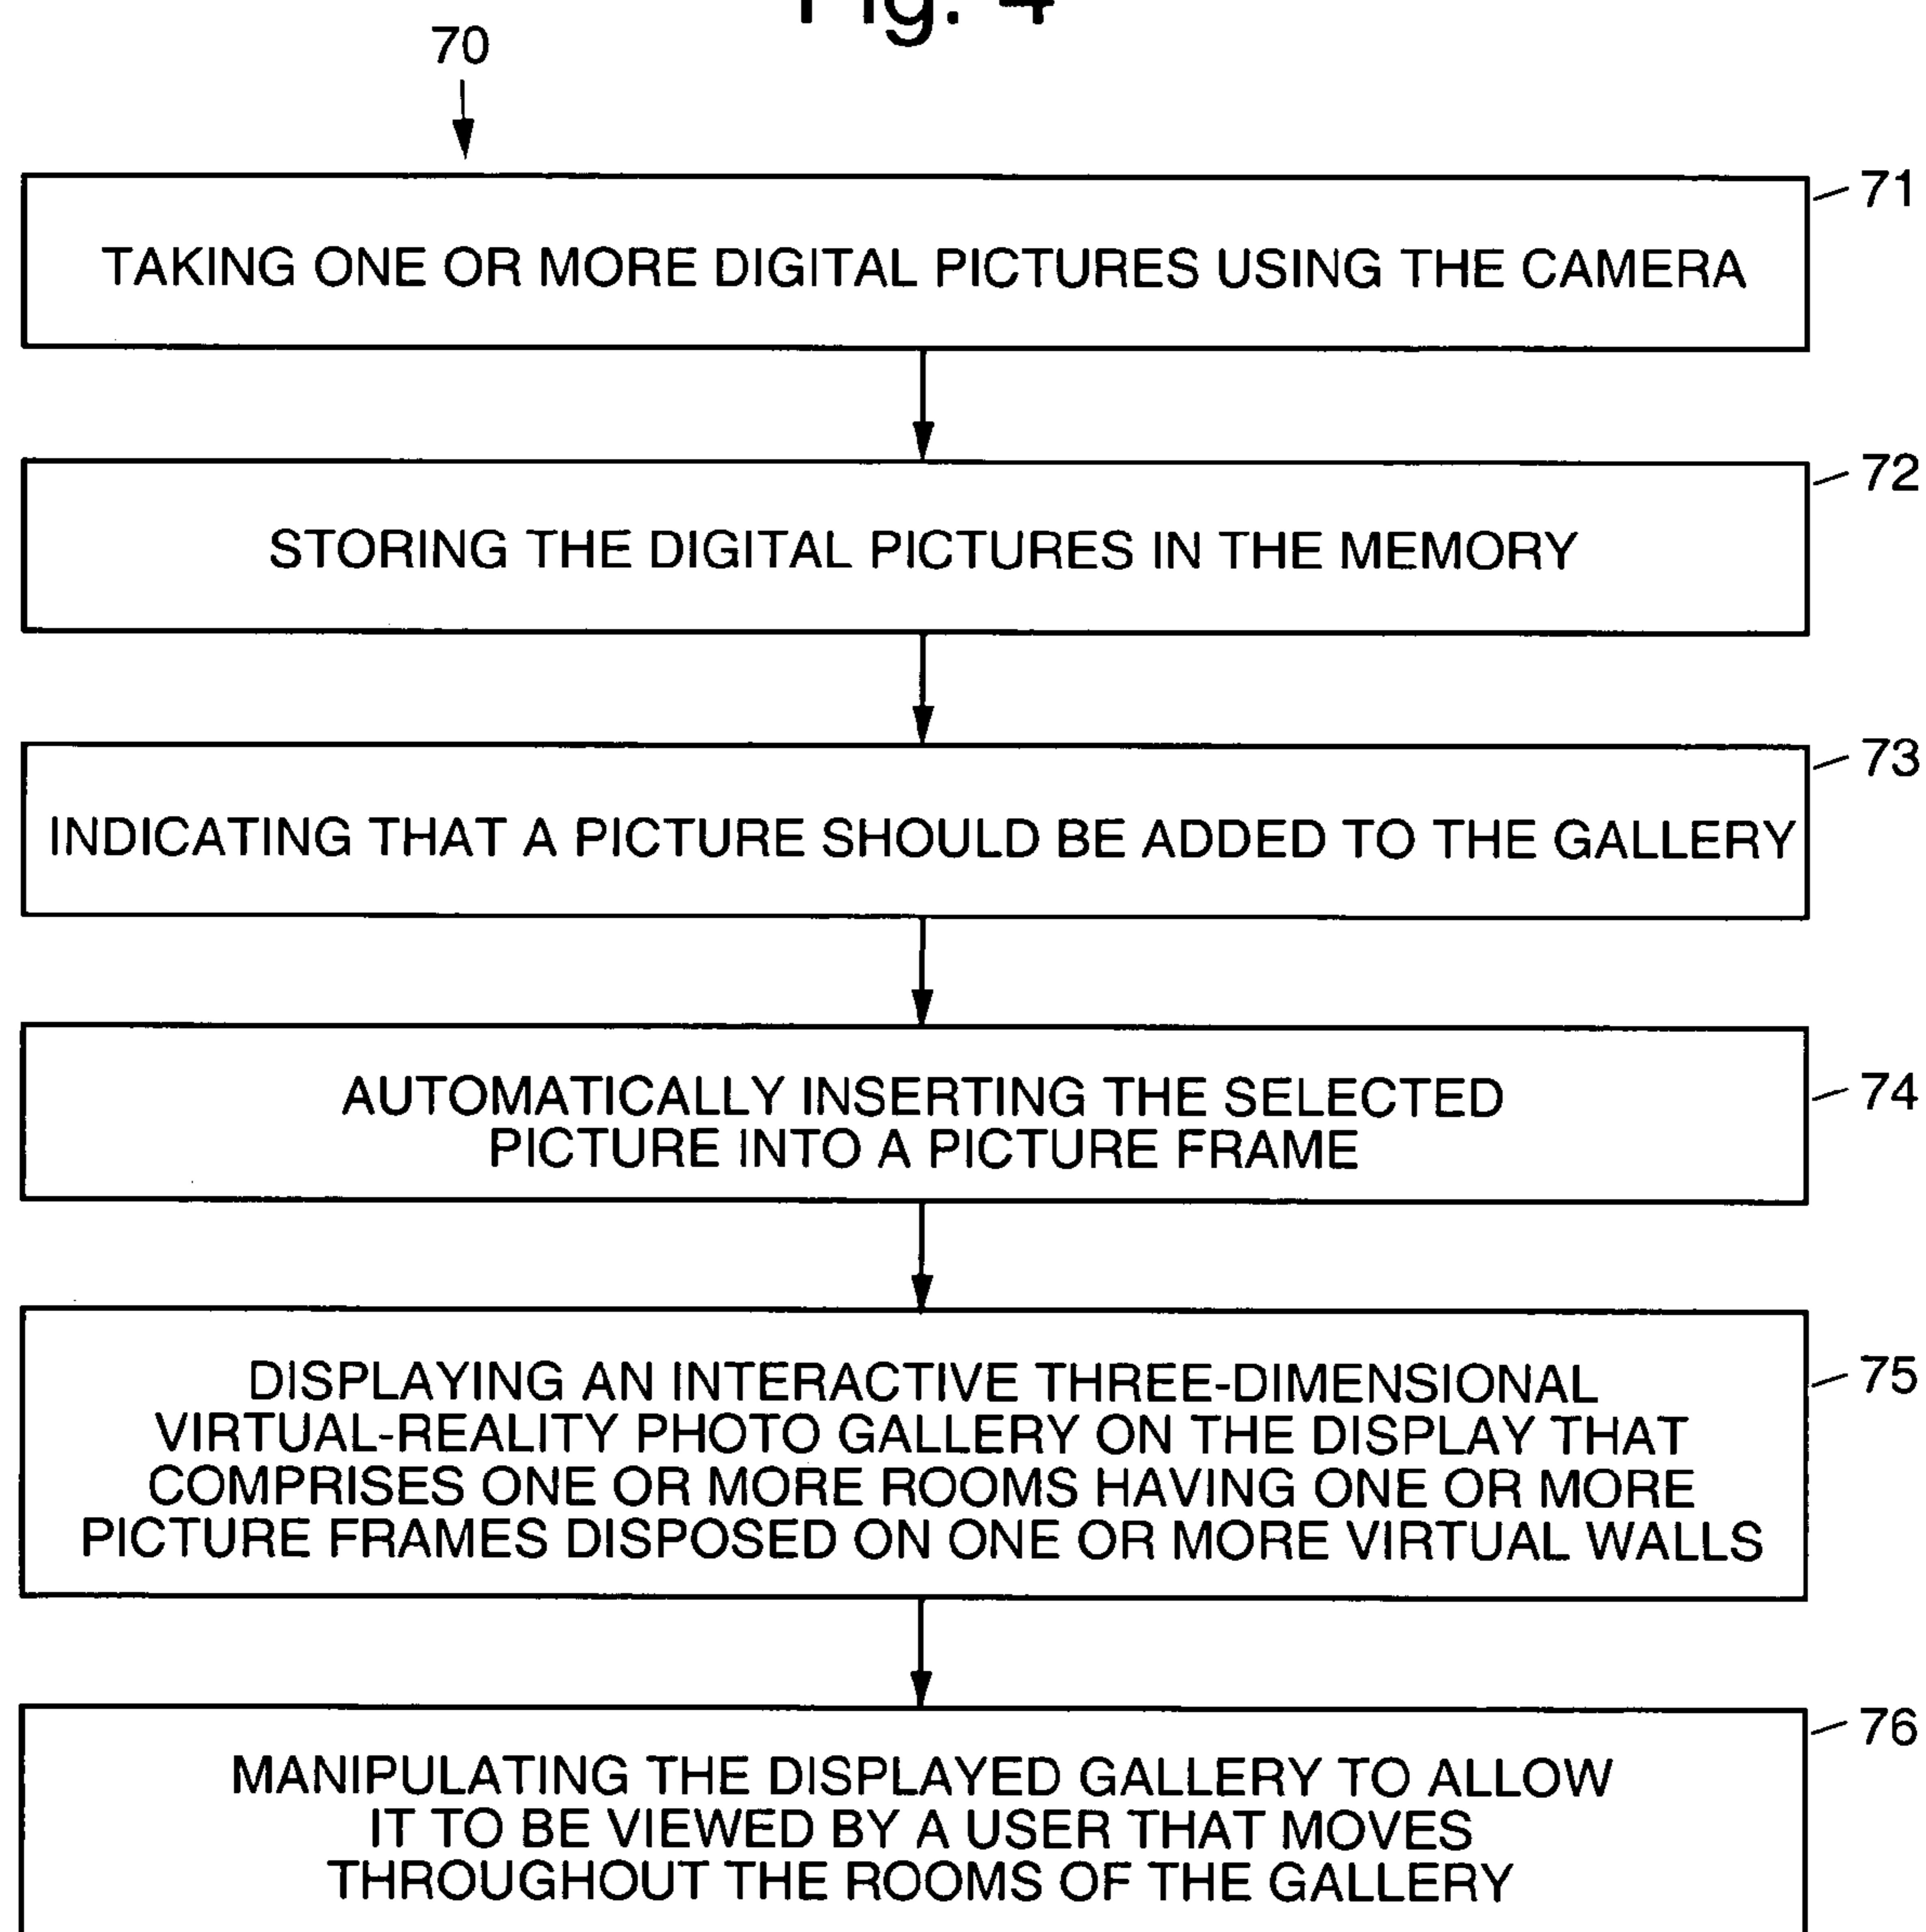 Fig. 4
70
71
TAKING ONE OR MORE DIGITAL PICTURES USING THE CAMERA
72
STORING THE DIGITAL PICTURES IN THE MEMORY
73
INDICATING THAT A PICTURE SHOULD BE ADDED TO THE GALLERY
74
AUTOMATICALLY INSERTING THE SELECTED
PICTURE INTO A PICTURE FRAME
75
DISPLAYING AN INTERACTIVE THREE-DIMENSIONAL
VIRTUAL-REALITY PHOTO GALLERY ON THE DISPLAY THAT
COMPRISES ONE OR MORE ROOMS HAVING ONE OR MORE
PICTURE FRAMES DISPOSED ON ONE OR MORE VIRTUAL WALLS
76
MANIPULATING THE DISPLAYED GALLERY TO ALLOW
IT TO BE VIEWED BY A USER THAT MOVES
THROUGHOUT THE ROOMS OF THE GALLERY